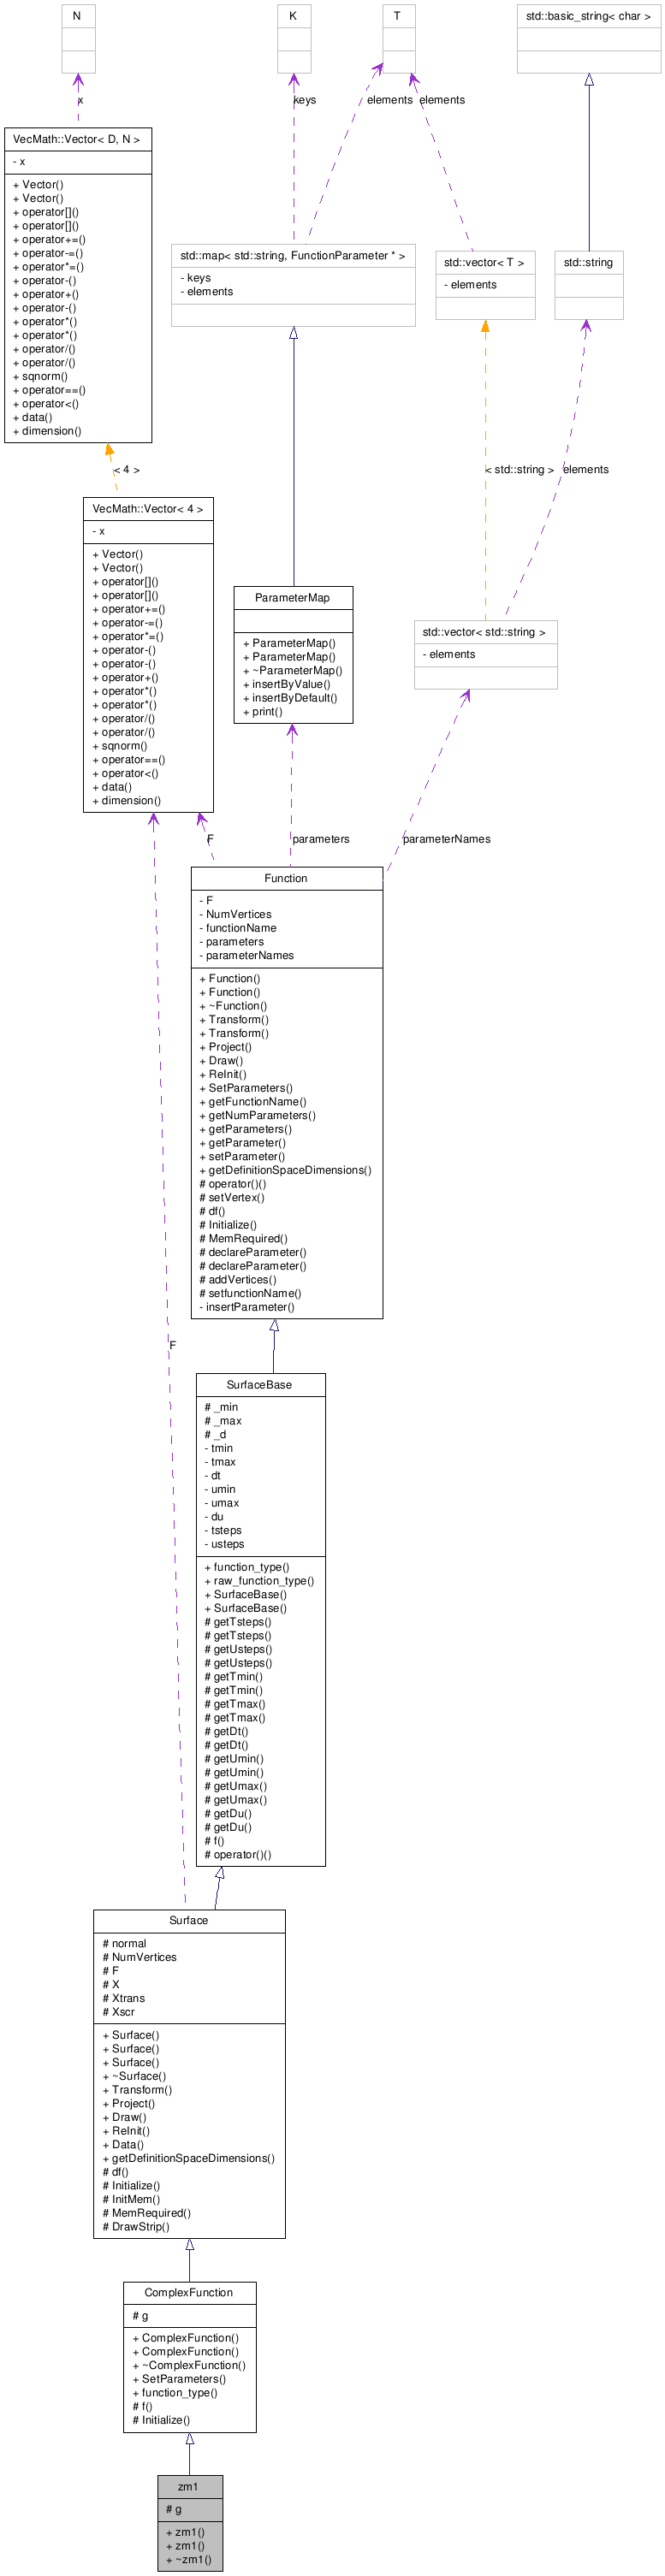 N
K
T
std::basic_string< char >
x
keys
elements
elements
VecMath::Vector< D, N >
- x
+ Vector()
+ Vector()
+ operator[]()
+ operator[]()
+ operator+=()
+ operator-=()
+ operator*=()
+ operator-()
+ operator+()
+ operator-()
+ operator*()
+ operator*()
+ operator/()
+ operator/()
+ sqnorm()
+ operator==()
+ operator<()
+ data()
+ dimension()
std::map< std::string, FunctionParameter * >
- keys
- elements
std::vector< T >
- elements
std::string
< 4 >
< std::string >
elements
VecMath::Vector< 4 >
- x
+ Vector()
+ Vector()
+ operator[]()
+ operator[]()
+ operator+=()
+ operator-=()
+ operator*=()
+ operator-()
+ operator-()
+ operator+()
+ operator*()
+ operator*()
+ operator/()
+ operator/()
+ sqnorm()
+ operator==()
+ operator<()
+ data()
+ dimension()
ParameterMap
+ ParameterMap()
+ ParameterMap()
+ ~ParameterMap()
+ insertByValue()
+ insertByDefault()
+ print()
std::vector< std::string >
- elements
F
parameters
parameterNames
Function
- F
- NumVertices
- functionName
- parameters
- parameterNames
+ Function()
+ Function()
+ ~Function()
+ Transform()
+ Transform()
+ Project()
+ Draw()
+ ReInit()
+ SetParameters()
+ getFunctionName()
+ getNumParameters()
+ getParameters()
+ getParameter()
+ setParameter()
+ getDefinitionSpaceDimensions()
# operator()()
# setVertex()
# df()
# Initialize()
# MemRequired()
# declareParameter()
# declareParameter()
# addVertices()
# setfunctionName()
- insertParameter()
F
SurfaceBase
# _min
# _max
# _d
- tmin
- tmax
- dt
- umin
- umax
- du
- tsteps
- usteps
+ function_type()
+ raw_function_type()
+ SurfaceBase()
+ SurfaceBase()
# getTsteps()
# getTsteps()
# getUsteps()
# getUsteps()
# getTmin()
# getTmin()
# getTmax()
# getTmax()
# getDt()
# getDt()
# getUmin()
# getUmin()
# getUmax()
# getUmax()
# getDu()
# getDu()
# f()
# operator()()
Surface
# normal
# NumVertices
# F
# X
# Xtrans
# Xscr
+ Surface()
+ Surface()
+ Surface()
+ ~Surface()
+ Transform()
+ Project()
+ Draw()
+ ReInit()
+ Data()
+ getDefinitionSpaceDimensions()
# df()
# Initialize()
# InitMem()
# MemRequired()
# DrawStrip()
ComplexFunction
# g
+ ComplexFunction()
+ ComplexFunction()
+ ~ComplexFunction()
+ SetParameters()
+ function_type()
# f()
# Initialize()
zm1
# g
+ zm1()
+ zm1()
+ ~zm1()